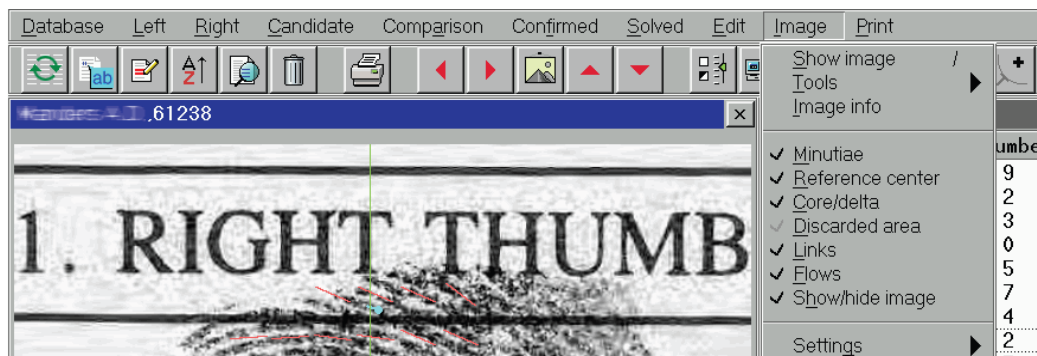 Database Left Right Candidate Comparison Confirmed Solved Edit Image Print
ab
A
Z
,61238
Show image /
Tools
Image info
Minutiae
Reference center
Core/delta
Discarded area
Links
Flows
Show/hide image
Settings
umbe
9
2
3
0
5
7
4
2
1. RIGHT THUMB